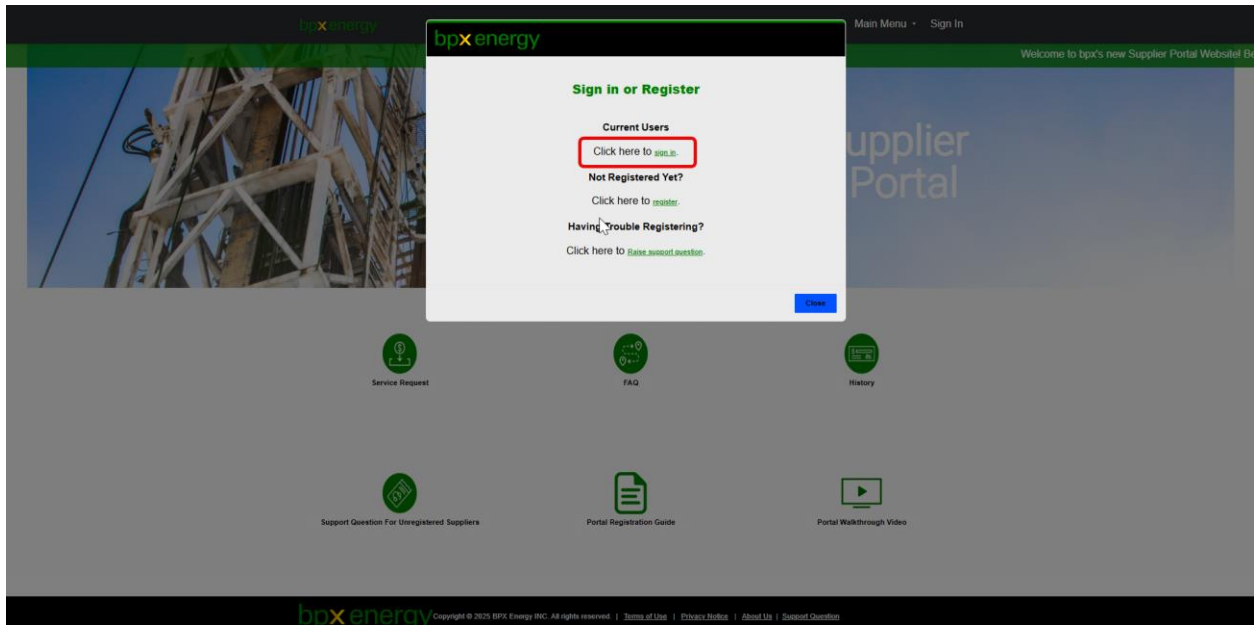 bpx energy
Main Menu
Sign In
Welcome to bpx's new Supplier Portal Website! Be
bpx energy
Sign in or Register
Current Users
Click here to sign in.
Not Registered Yet?
Click here to register.
Having Trouble Registering?
Click here to Raise support question.
Close
upplier
Portal
Service Request
FAQ
History
Support Question For Unregistered Suppliers
Portal Registration Guide
Portal Walkthrough Video
bpx energy
Copyright © 2025 BPX Energy INC. All rights reserved. | Terms of Use | Privacy Notice | About Us | Support Question